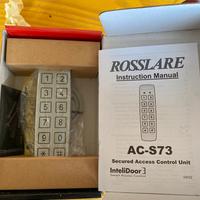 ROSSLARE
Instruction Manual
AC-S73
Secured Access Control Unit
InteliDoor
1 2
3 4
5 6
7 8
9 0
* #